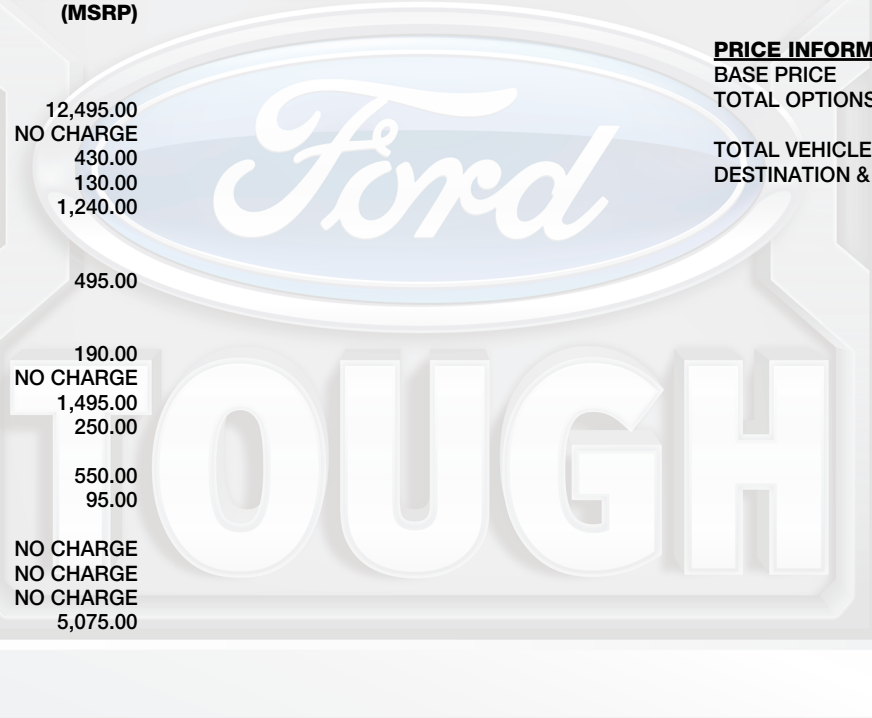 (MSRP)
12,495.00
NO CHARGE
430.00
130.00
1,240.00
495.00
190.00
NO CHARGE
1,495.00
250.00
550.00
95.00
NO CHARGE
NO CHARGE
NO CHARGE
5,075.00
PRICE INFORM
BASE PRICE
TOTAL OPTIONS
TOTAL VEHICLE
DESTINATION &
Ford
TOUGH